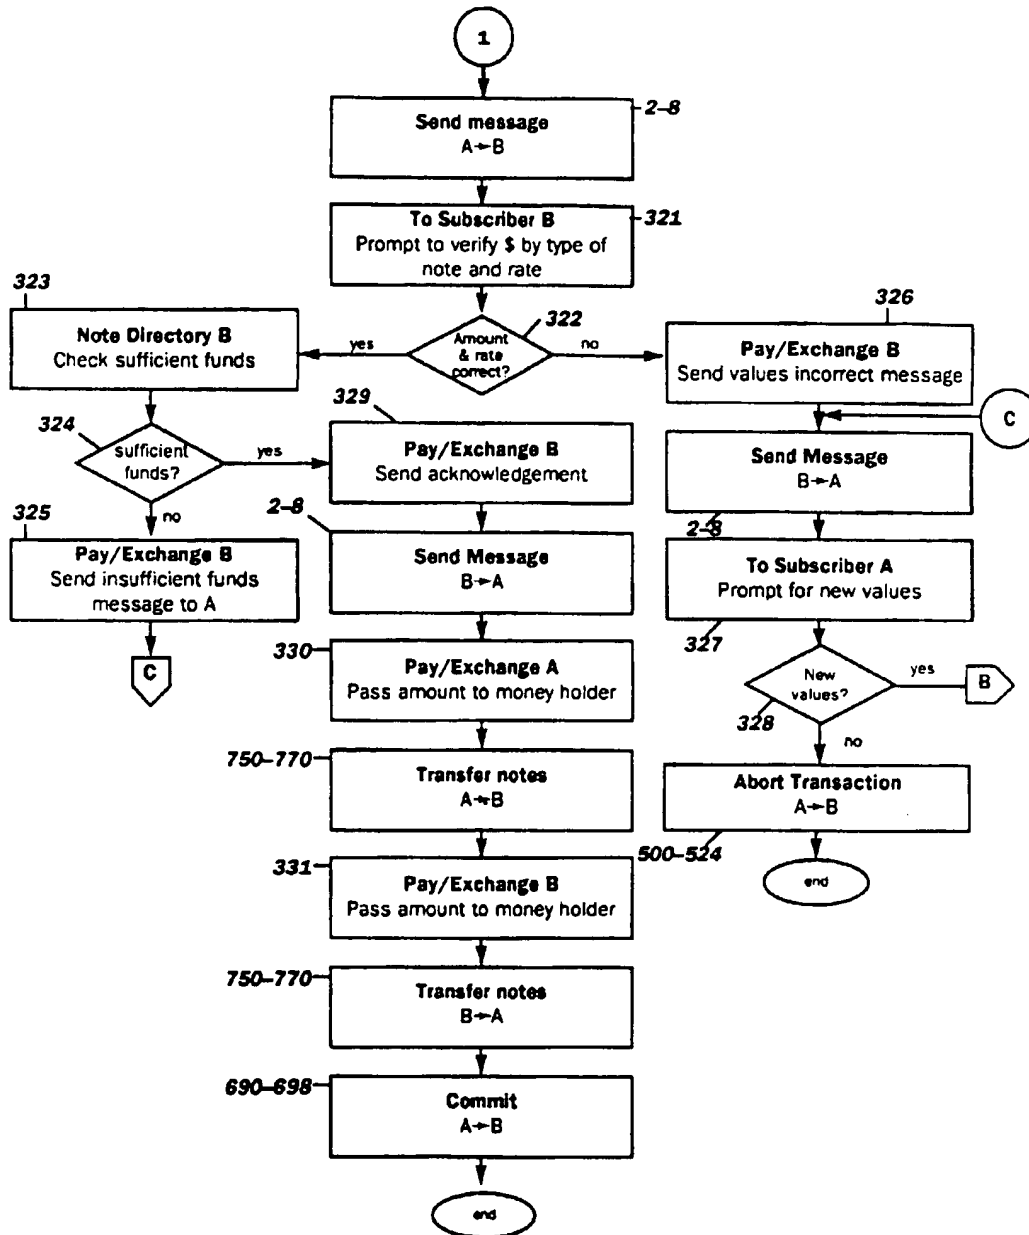 1
Send message
A→B
2–8
To Subscriber B
Prompt to verify $ by type of
note and rate
321
323
Note Directory B
Check sufficient funds
yes
Amount
& rate
correct?
322
no
326
Pay/Exchange B
Send values incorrect message
C
324
sufficient
funds?
yes
no
329
Pay/Exchange B
Send acknowledgement
Send Message
B→A
2–8
325
Pay/Exchange B
Send insufficient funds
message to A
C
2–8
Send Message
B→A
To Subscriber A
Prompt for new values
327
330
Pay/Exchange A
Pass amount to money holder
New
values?
328
yes
B
no
750–770
Transfer notes
A→B
Abort Transaction
A→B
500–524
end
331
Pay/Exchange B
Pass amount to money holder
750–770
Transfer notes
B→A
690–698
Commit
A→B
end